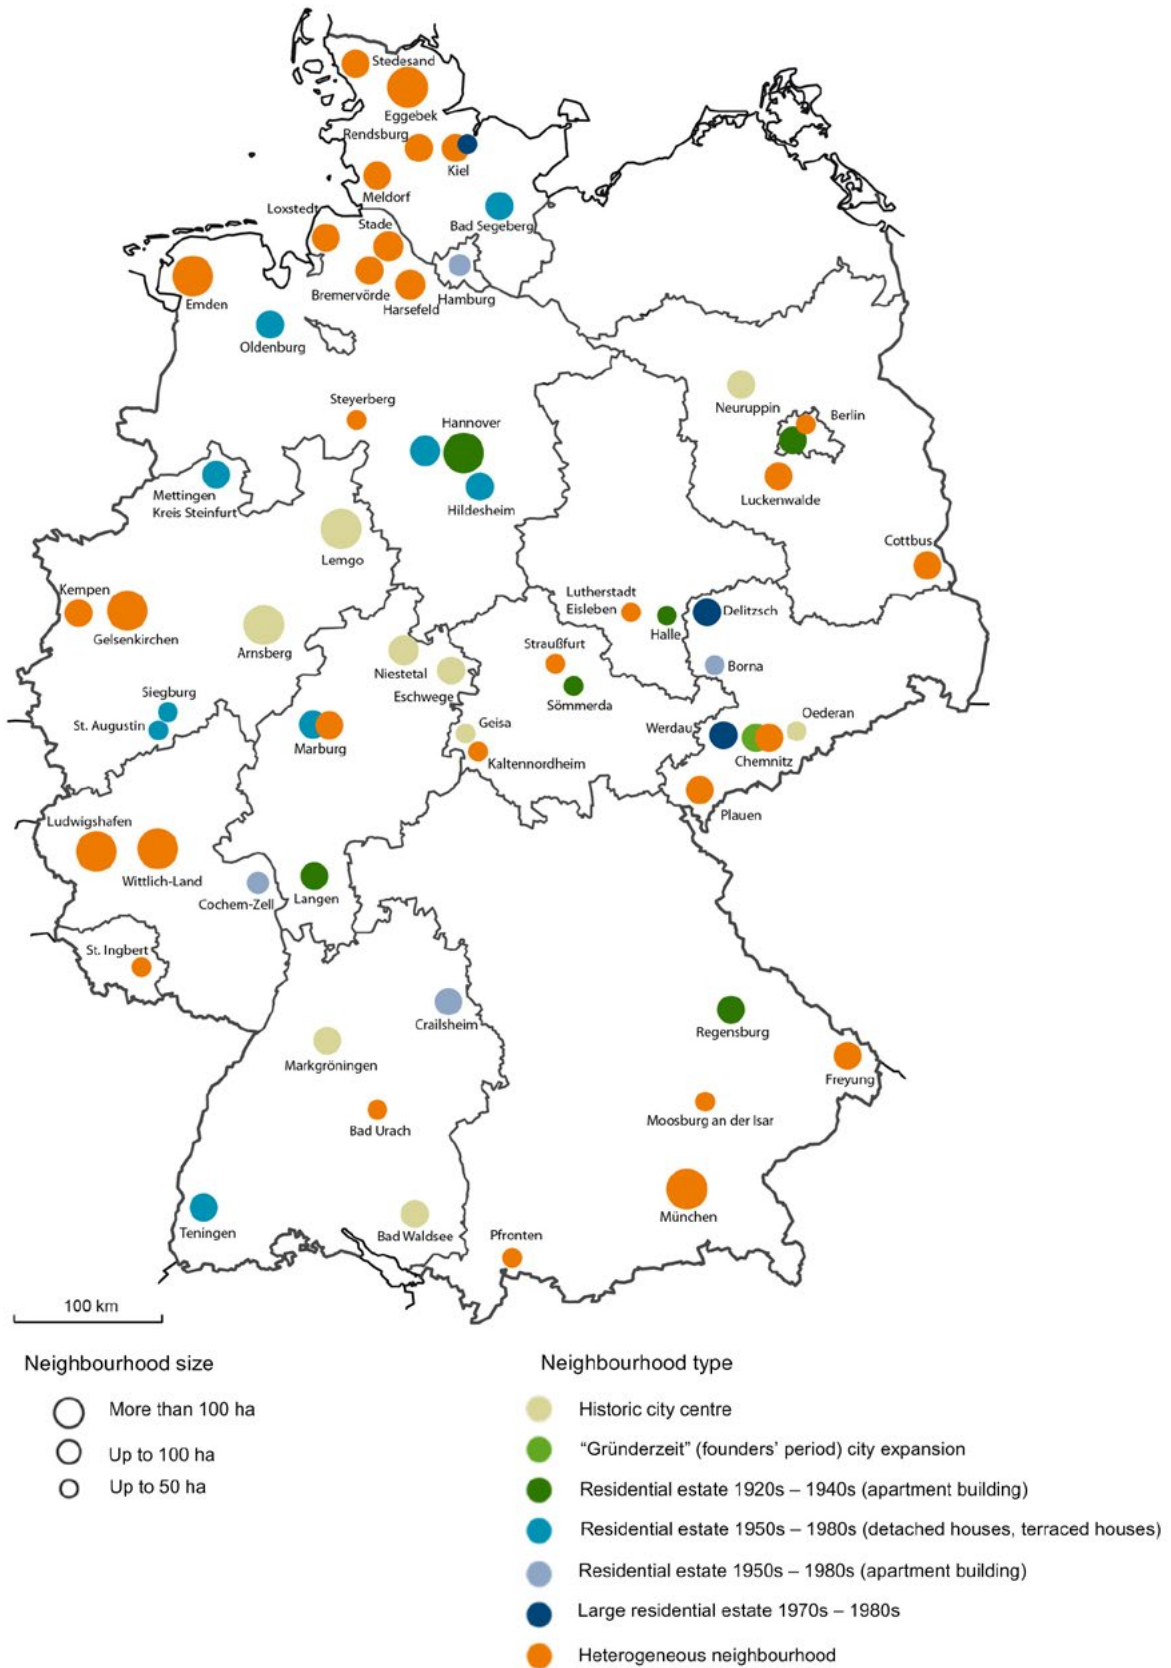 Stedesand
Eggebek
Rendsburg
Kiel
Meldorf
Loxstedt
Stade
Bad Segeberg
Bremervörde
Hamburg
Harsefeld
Emden
Oldenburg
Steyerberg
Hannover
Neuruppin
Berlin
Mettingen
Kreis Steinfurt
Hildesheim
Luckenwalde
Lemgo
Cottbus
Kempen
Gelsenkirchen
Arnsberg
Lutherstadt
Eisleben
Halle
Delitzsch
Straußfurt
Niestetal
Eschwege
Borna
Sömmerda
Siegburg
St. Augustin
Marburg
Geisa
Kaltennordheim
Werdau
Oederan
Chemnitz
Plauen
Ludwigshafen
Wittlich-Land
Cochem-Zell
Langen
St. Ingbert
Crailsheim
Regensburg
Markgröningen
Freyung
Bad Urach
Moosburg an der Isar
München
Teningen
Bad Waldsee
Pfronten
100 km
Neighbourhood size
More than 100 ha
Up to 100 ha
Up to 50 ha
Neighbourhood type
Historic city centre
“Gründerzeit” (founders’ period) city expansion
Residential estate 1920s – 1940s (apartment building)
Residential estate 1950s – 1980s (detached houses, terraced houses)
Residential estate 1950s – 1980s (apartment building)
Large residential estate 1970s – 1980s
Heterogeneous neighbourhood